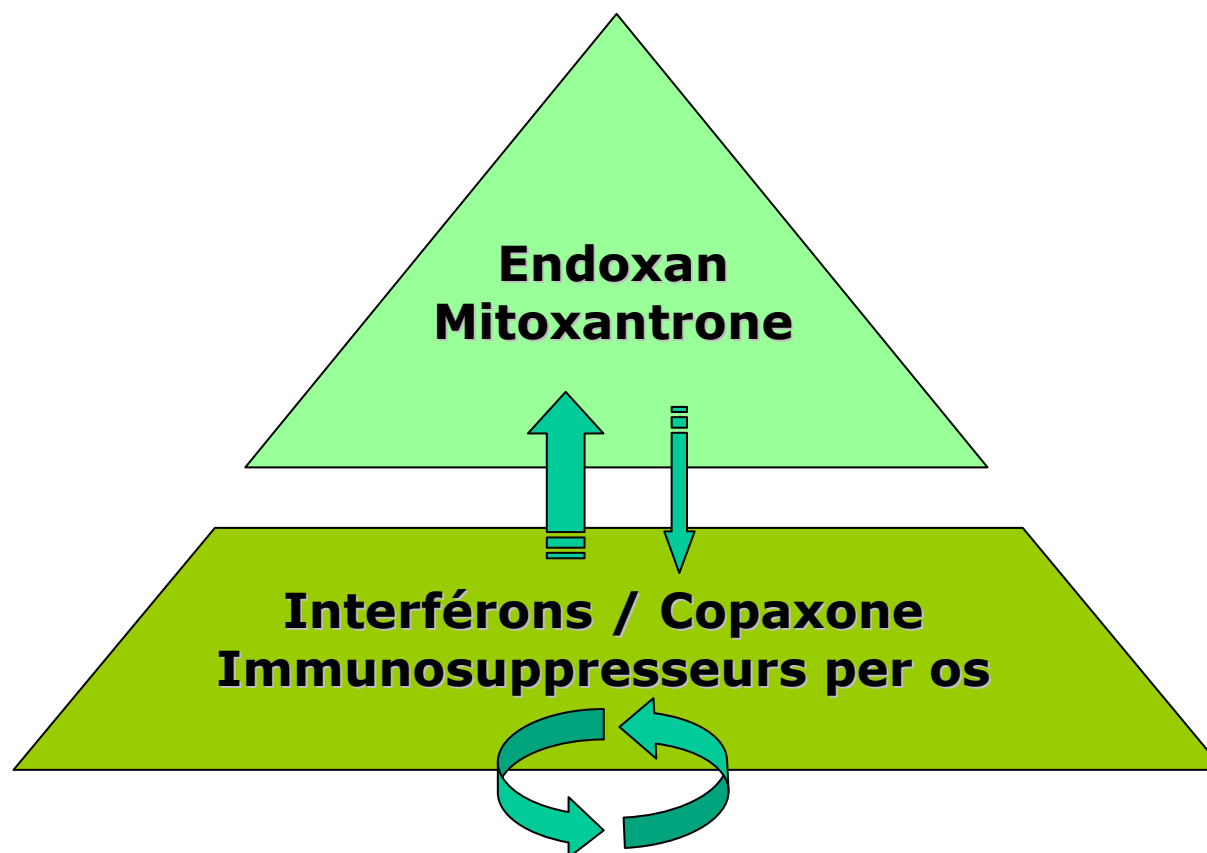 Endoxan
Mitoxantrone
Interférons / Copaxone
Immunosuppresseurs per os